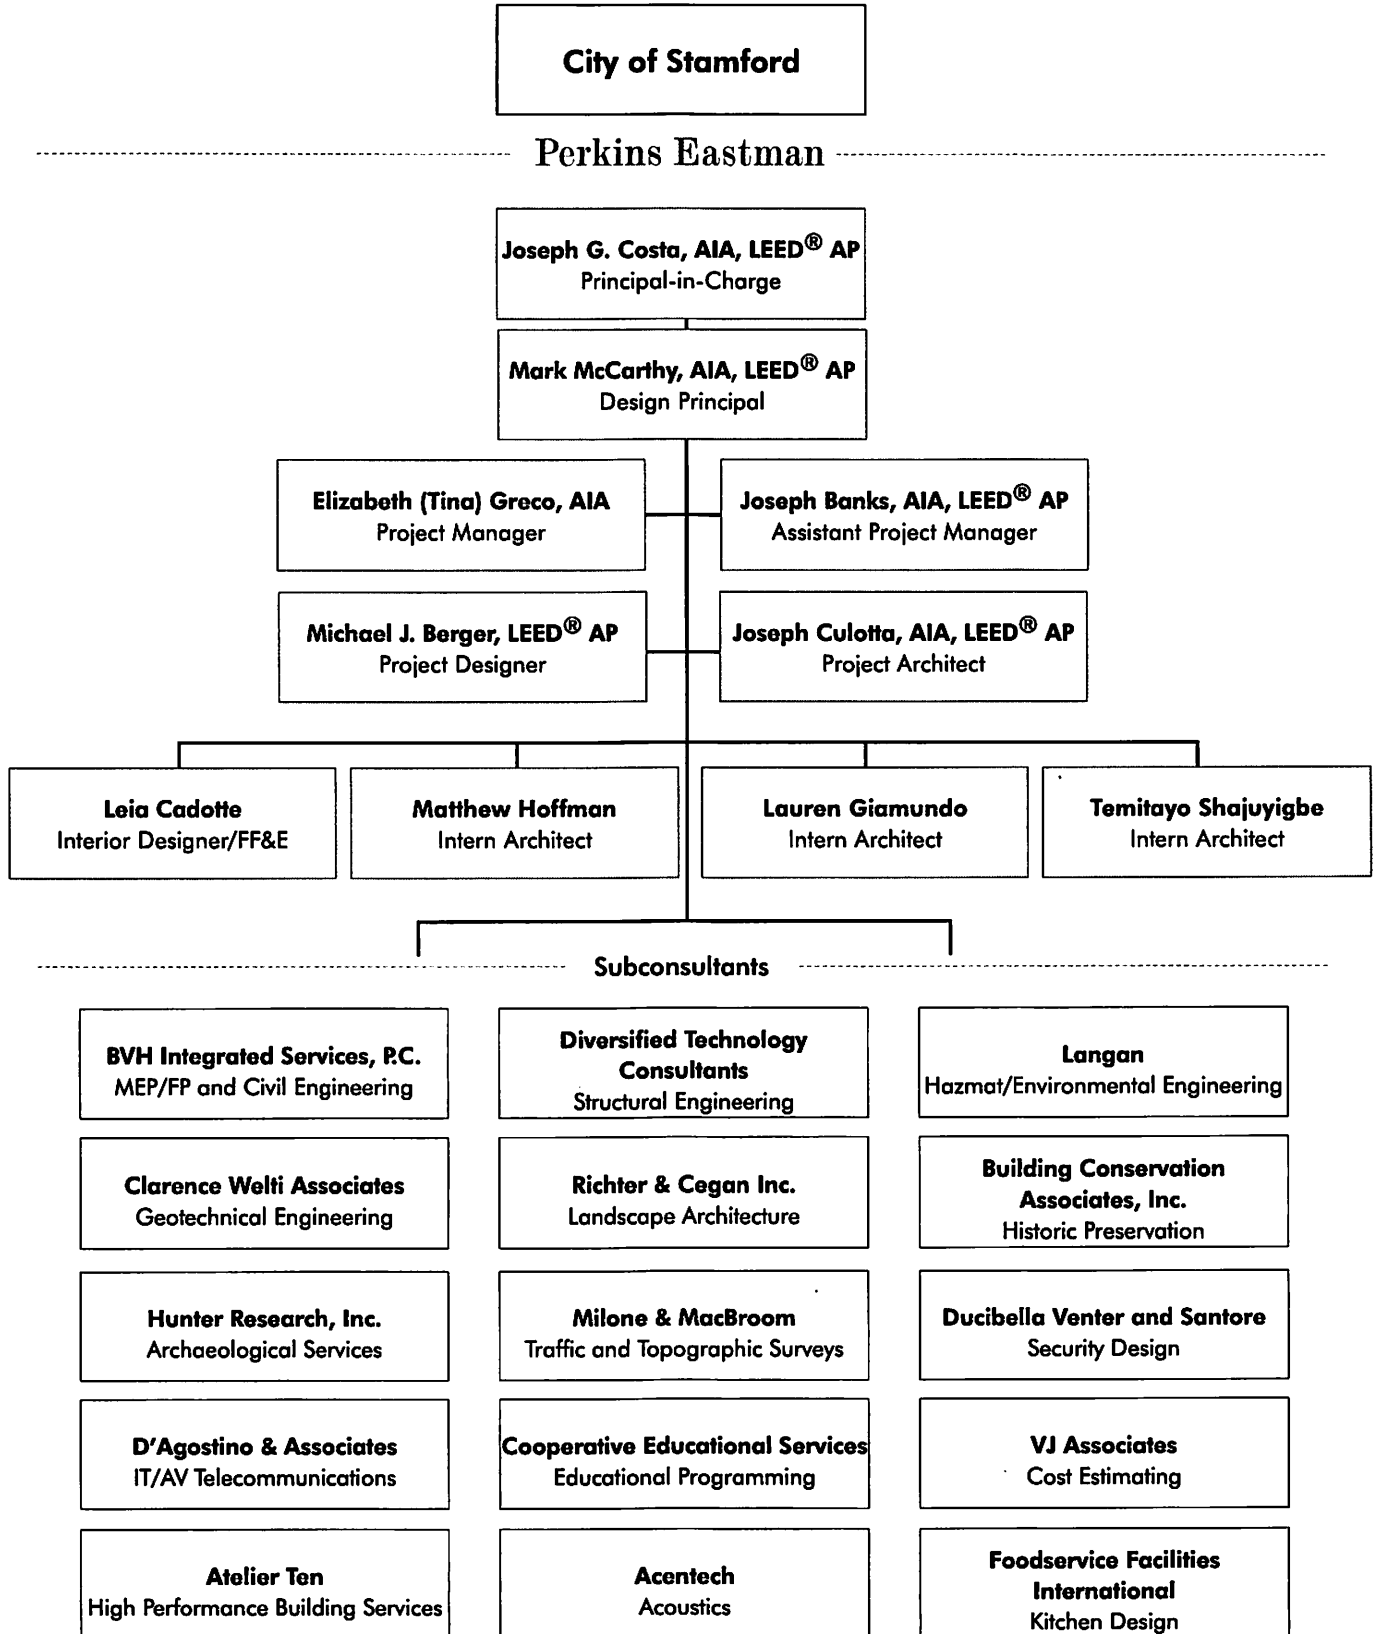 City of Stamford
Perkins Eastman
Joseph G. Costa, AIA, LEED® AP
Principal-in-Charge
Mark McCarthy, AIA, LEED® AP
Design Principal
Elizabeth (Tina) Greco, AIA
Project Manager
Joseph Banks, AIA, LEED® AP
Assistant Project Manager
Michael J. Berger, LEED® AP
Project Designer
Joseph Culotta, AIA, LEED® AP
Project Architect
Leia Cadotte
Interior Designer/FF&E
Matthew Hoffman
Intern Architect
Lauren Giamundo
Intern Architect
Temitayo Shajuyigbe
Intern Architect
Subconsultants
BVH Integrated Services, P.C.
MEP/FP and Civil Engineering
Diversified Technology
Consultants
Structural Engineering
Langan
Hazmat/Environmental Engineering
Clarence Welti Associates
Geotechnical Engineering
Richter & Cegan Inc.
Landscape Architecture
Building Conservation
Associates, Inc.
Historic Preservation
Hunter Research, Inc.
Archaeological Services
Milone & MacBroom
Traffic and Topographic Surveys
Ducibella Venter and Santore
Security Design
D'Agostino & Associates
IT/AV Telecommunications
Cooperative Educational Services
Educational Programming
VJ Associates
Cost Estimating
Atelier Ten
High Performance Building Services
Acentech
Acoustics
Foodservice Facilities
International
Kitchen Design